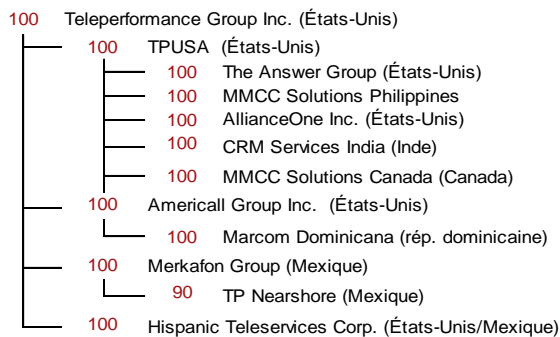 100 Teleperformance Group Inc. (États-Unis)
100 TPUSA (États-Unis)
100 The Answer Group (États-Unis)
100 MMCC Solutions Philippines
100 AllianceOne Inc. (États-Unis)
100 CRM Services India (Inde)
100 MMCC Solutions Canada (Canada)
100 Americall Group Inc. (États-Unis)
100 Marcom Dominicana (rép. dominicaine)
100 Merkafon Group (Mexique)
90 TP Nearshore (Mexique)
100 Hispanic Teleservices Corp. (États-Unis/Mexique)